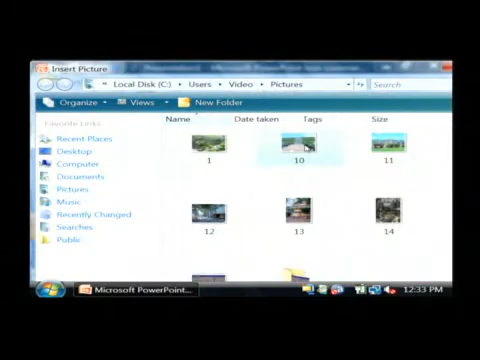 Insert Picture
Local Disk (C:) Users Video Pictures Search
Organize Views New Folder
Favorite Links
Name Date taken Tags Size
Recent Places
Desktop
Computer
Documents
Pictures
Music
Recently Changed
Searches
Public
1 10 11
12 13 14
Microsoft PowerPoint... 12:33 PM